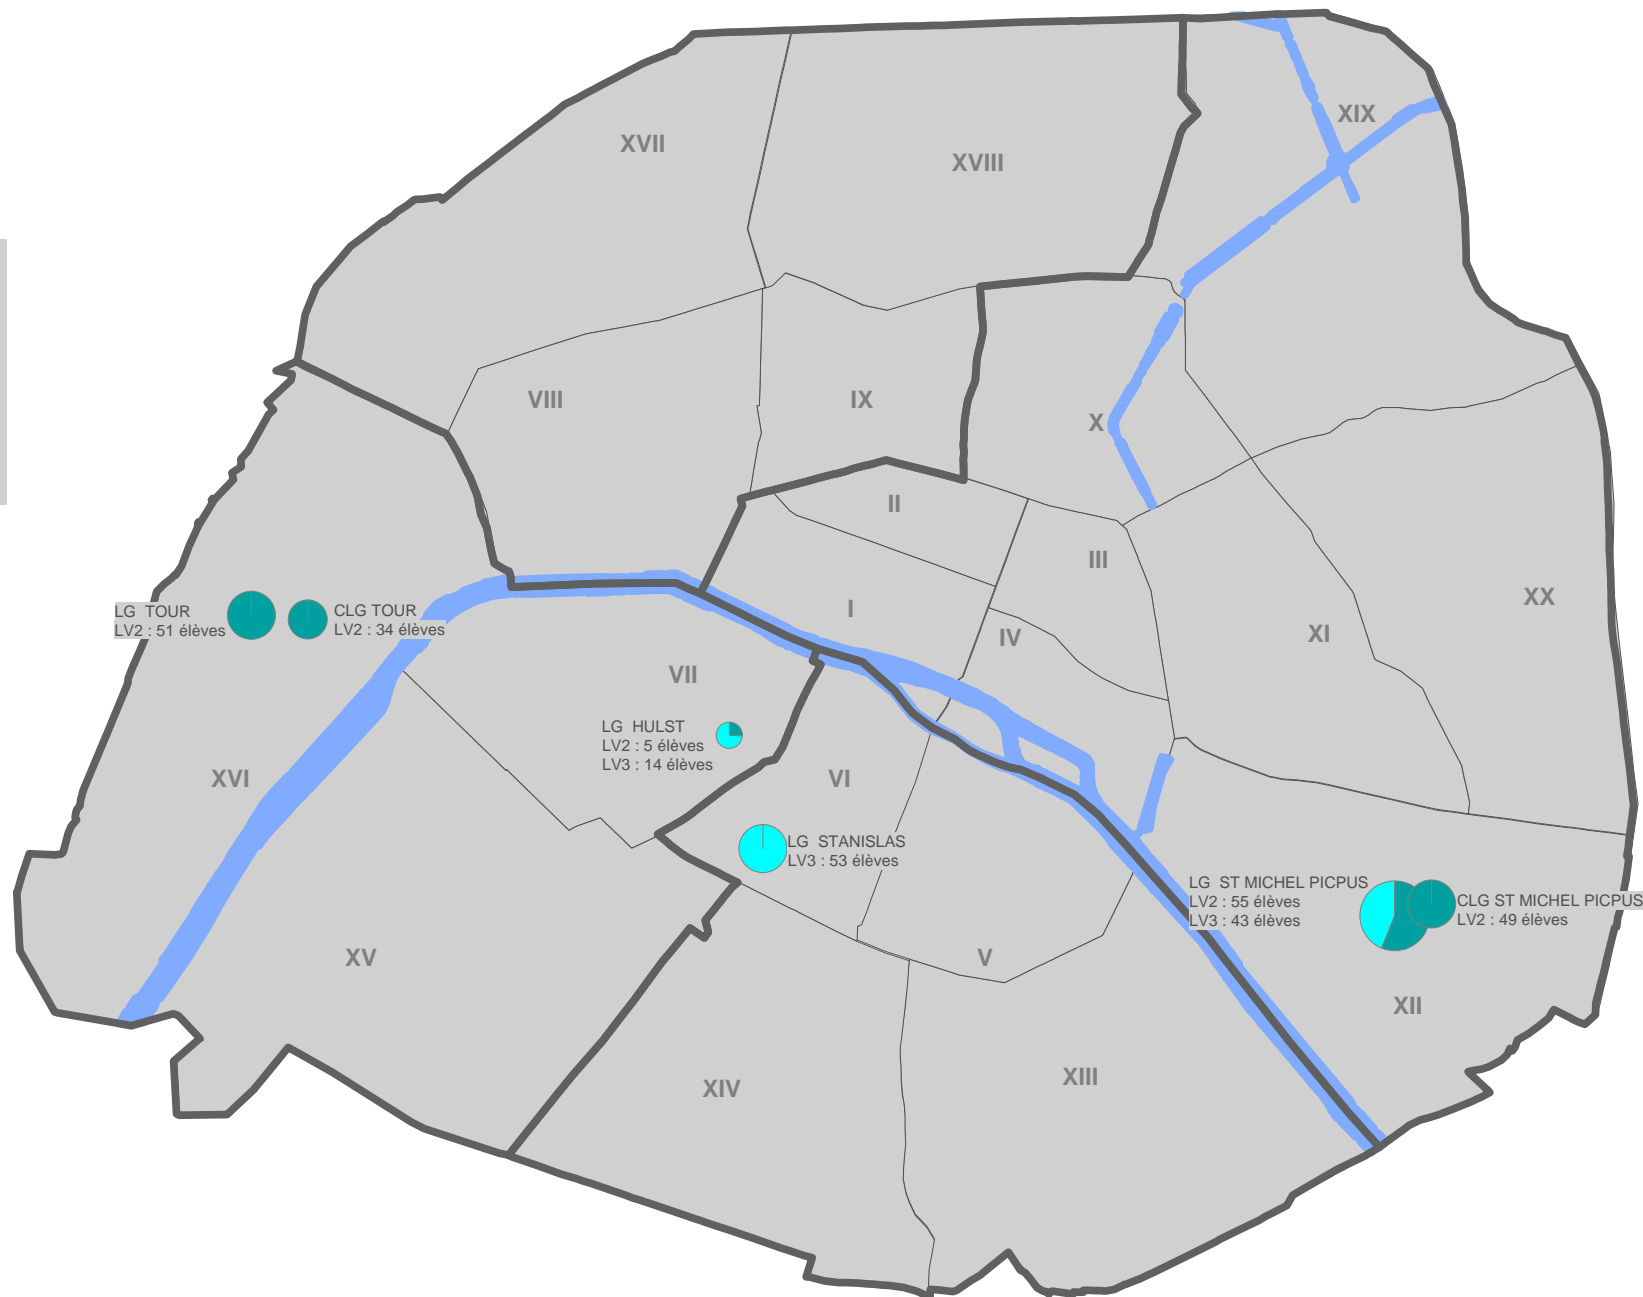 XIX
XVII
XVIII
VIII
IX
X
II
III
XX
I
XI
IV
LG  TOUR
LV2 : 51 élèves
CLG TOUR
LV2 : 34 élèves
VII
LG  HULST
LV2 : 5 élèves
LV3 : 14 élèves
XVI
VI
LG  STANISLAS
LV3 : 53 élèves
LG  ST MICHEL PICPUS
LV2 : 55 élèves
LV3 : 43 élèves
CLG ST MICHEL PICPUS
LV2 : 49 élèves
XV
V
XII
XIV
XIII